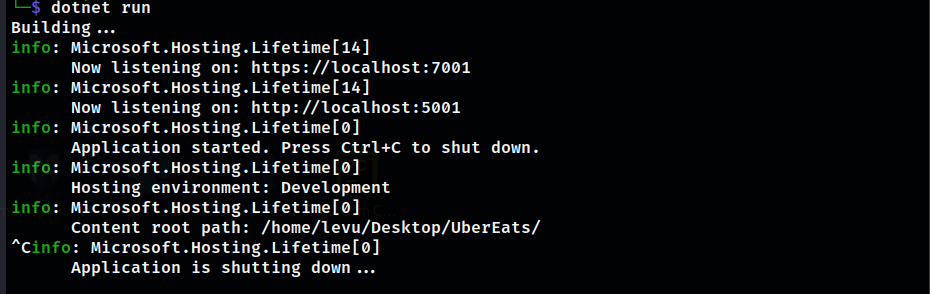 └─$ dotnet run
Building...
info: Microsoft.Hosting.Lifetime[14]
Now listening on: https://localhost:7001
info: Microsoft.Hosting.Lifetime[14]
Now listening on: http://localhost:5001
info: Microsoft.Hosting.Lifetime[0]
Application started. Press Ctrl+C to shut down.
info: Microsoft.Hosting.Lifetime[0]
Hosting environment: Development
info: Microsoft.Hosting.Lifetime[0]
Content root path: /home/levu/Desktop/UberEats/
^Cinfo: Microsoft.Hosting.Lifetime[0]
Application is shutting down...